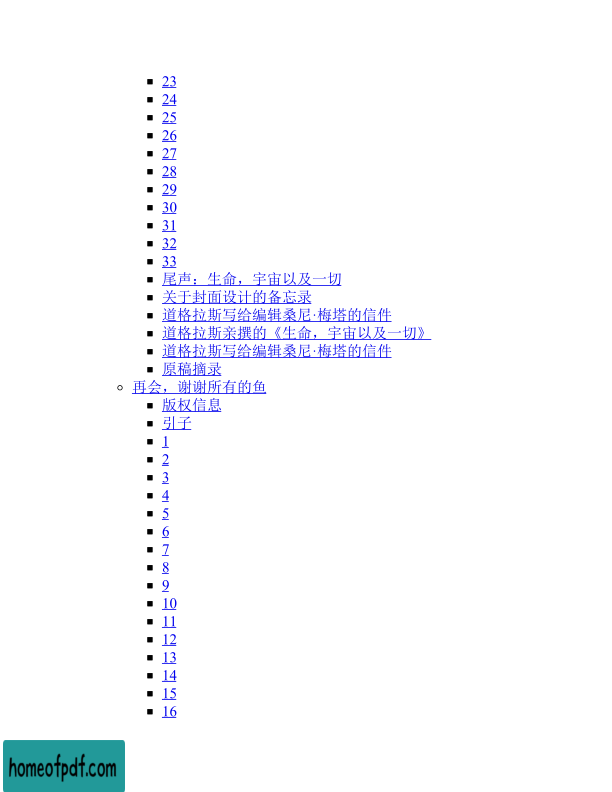 23
24
25
26
27
28
29
30
31
32
33
尾声：生命，宇宙以及一切
关于封面设计的备忘录
道格拉斯写给编辑桑尼·梅塔的信件
道格拉斯亲撰的《生命，宇宙以及一切》
道格拉斯写给编辑桑尼·梅塔的信件
原稿摘录
再会，谢谢所有的鱼
版权信息
引子
1
2
3
4
5
6
7
8
9
10
11
12
13
14
15
16
homeofpdf.com